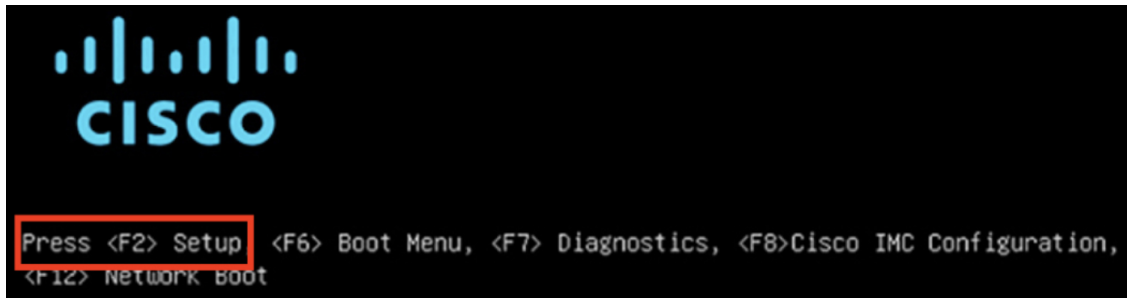 CISCO
Press <F2> Setup, <F6> Boot Menu, <F7> Diagnostics, <F8>Cisco IMC Configuration,
<F12> Network Boot